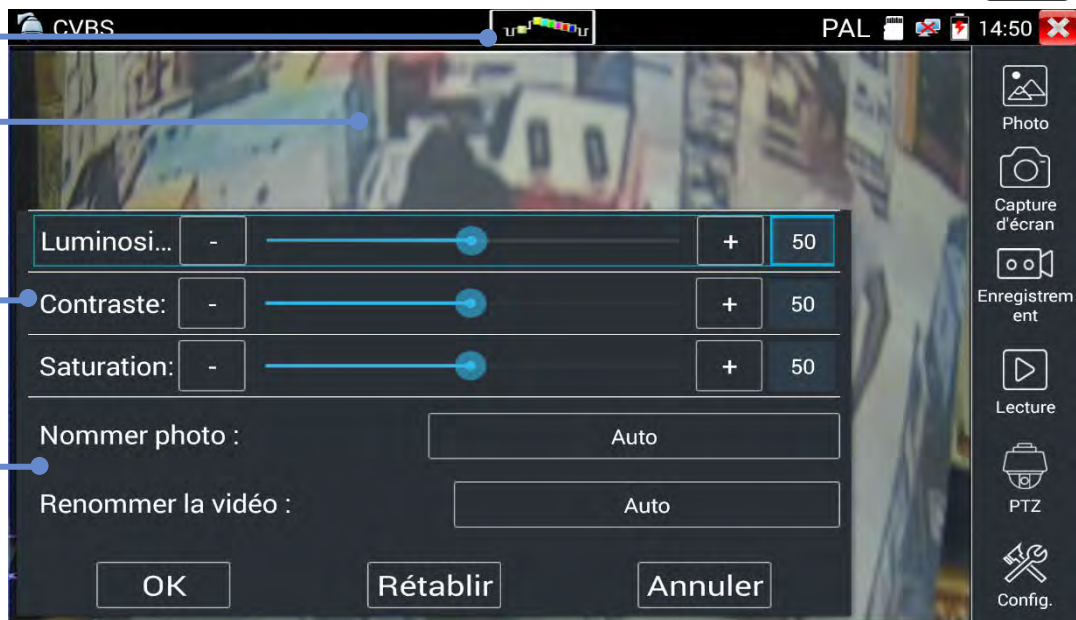 CVBS
PAL
14:50
Photo
Capture
d'écran
Enregistrem
ent
Lecture
PTZ
Config.
Luminosi... - + 50
Contraste: - + 50
Saturation: - + 50
Nommer photo : Auto
Renommer la vidéo : Auto
OK Rétablir Annuler